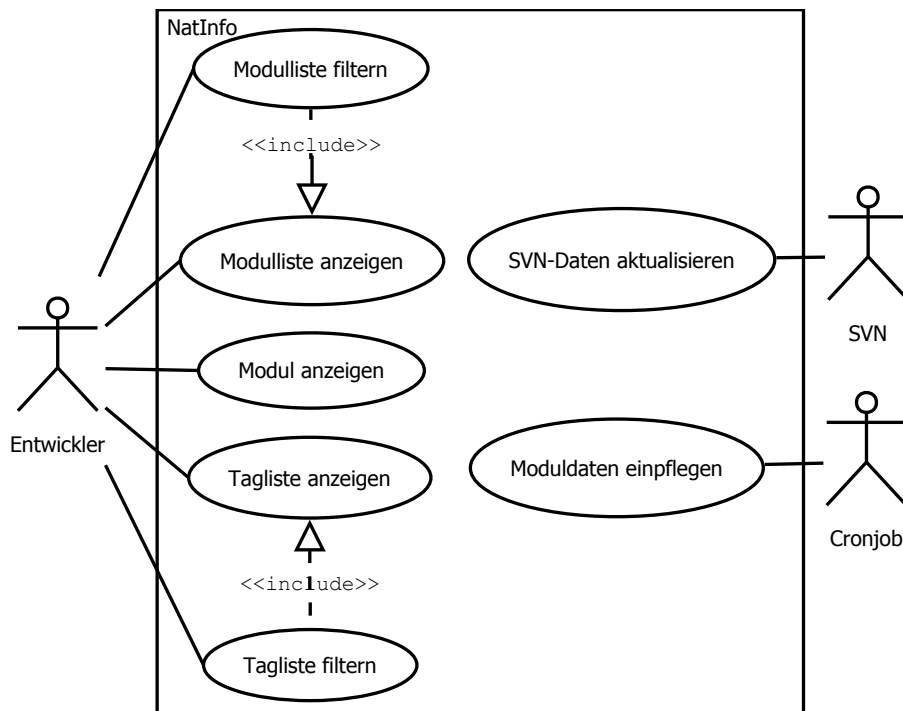 NatInfo
Modulliste filtern
<<include>>
Modulliste anzeigen
SVN-Daten aktualisieren
SVN
Modul anzeigen
Entwickler
Tagliste anzeigen
Moduldaten einpflegen
Cronjob
<<include>>
Tagliste filtern